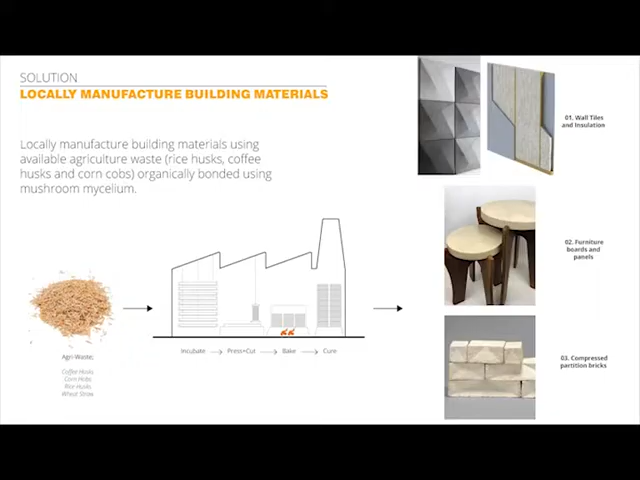 SOLUTION
LOCALLY MANUFACTURE BUILDING MATERIALS
Locally manufacture building materials using
available agriculture waste (rice husks, coffee
husks and corn cobs) organically bonded using
mushroom mycelium.
Agri Waste;
Coffee Husks
Corn Hobs
Rice Husks
Wheat Straw
Incubate
Press+Cut
Bake
Cure
01. Wall Tiles
and Insulation
02. Furniture
boards and
panels
03. Compressed
partition bricks